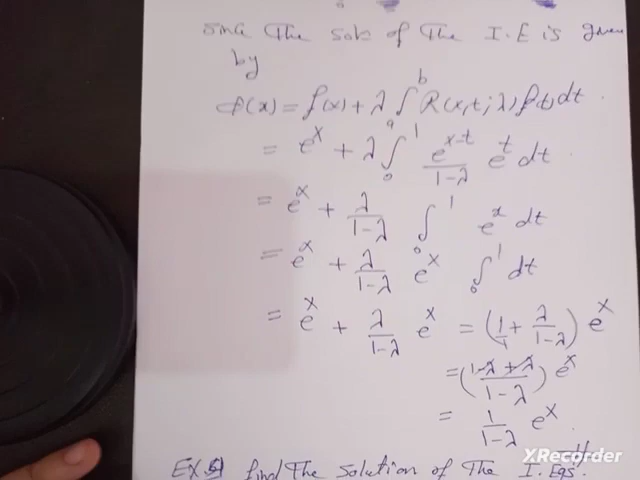 Since The Sol. of The I.E is given
by
φ(x) = f(x) + λ ∫_a^b R(x,t;λ) f(t) dt.
= e^x + λ ∫_0^1 e^{x-t}/(1-λ) e^t dt.
= e^x + λ/(1-λ) ∫_0^1 e^x dt
= e^x + λ/(1-λ) e^x ∫_0^1 dt
= e^x + λ/(1-λ) e^x = (1/1 + λ/(1-λ)) e^x
= ((1-λ+λ)/(1-λ)) e^x
= 1/(1-λ) e^x.
XRecorder
Ex find The Solution of The I. Eqs.